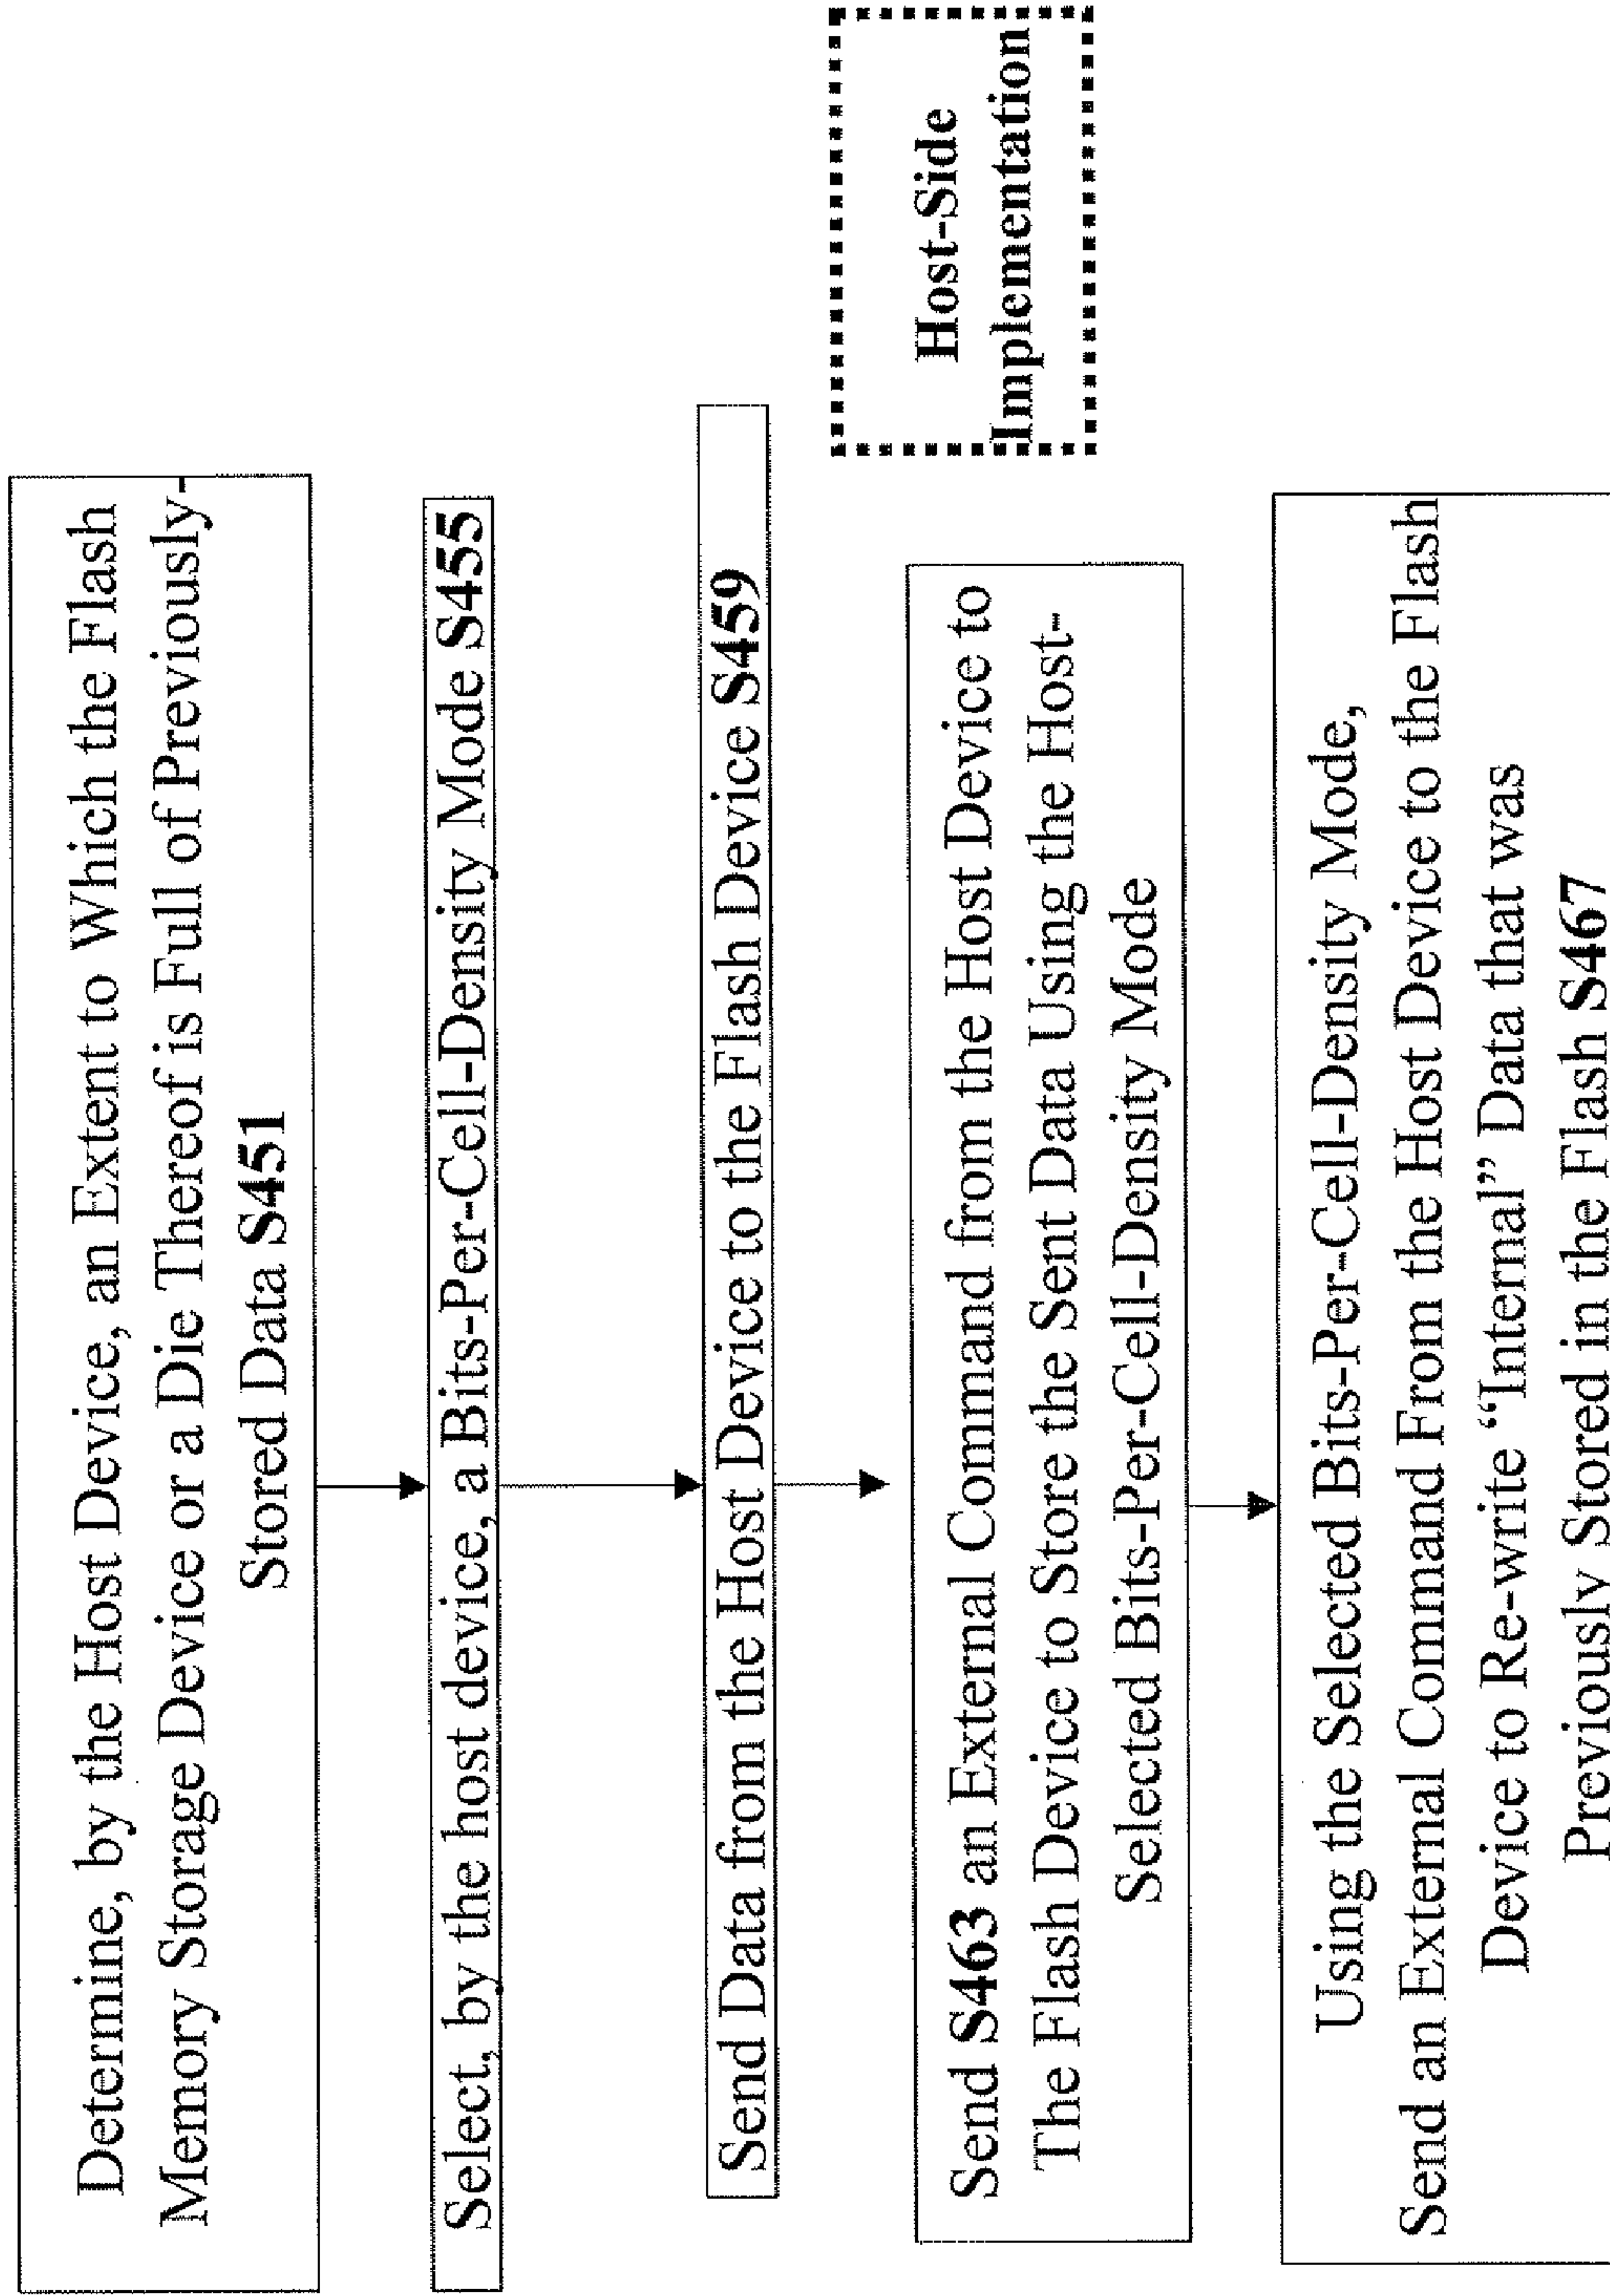 Determine, by the Host Device, an Extent to Which the Flash
Memory Storage Device or a Die Thereof is Full of Previously-
Stored Data S451
Select, by the host device, a Bits-Per-Cell-Density Mode S455
Send Data from the Host Device to the Flash Device S459
Host-Side
Implementation
Send S463 an External Command from the Host Device to
The Flash Device to Store the Sent Data Using the Host-
Selected Bits-Per-Cell-Density Mode
Using the Selected Bits-Per-Cell-Density Mode,
Send an External Command From the Host Device to the Flash
Device to Re-write “Internal” Data that was
Previously Stored in the Flash S467